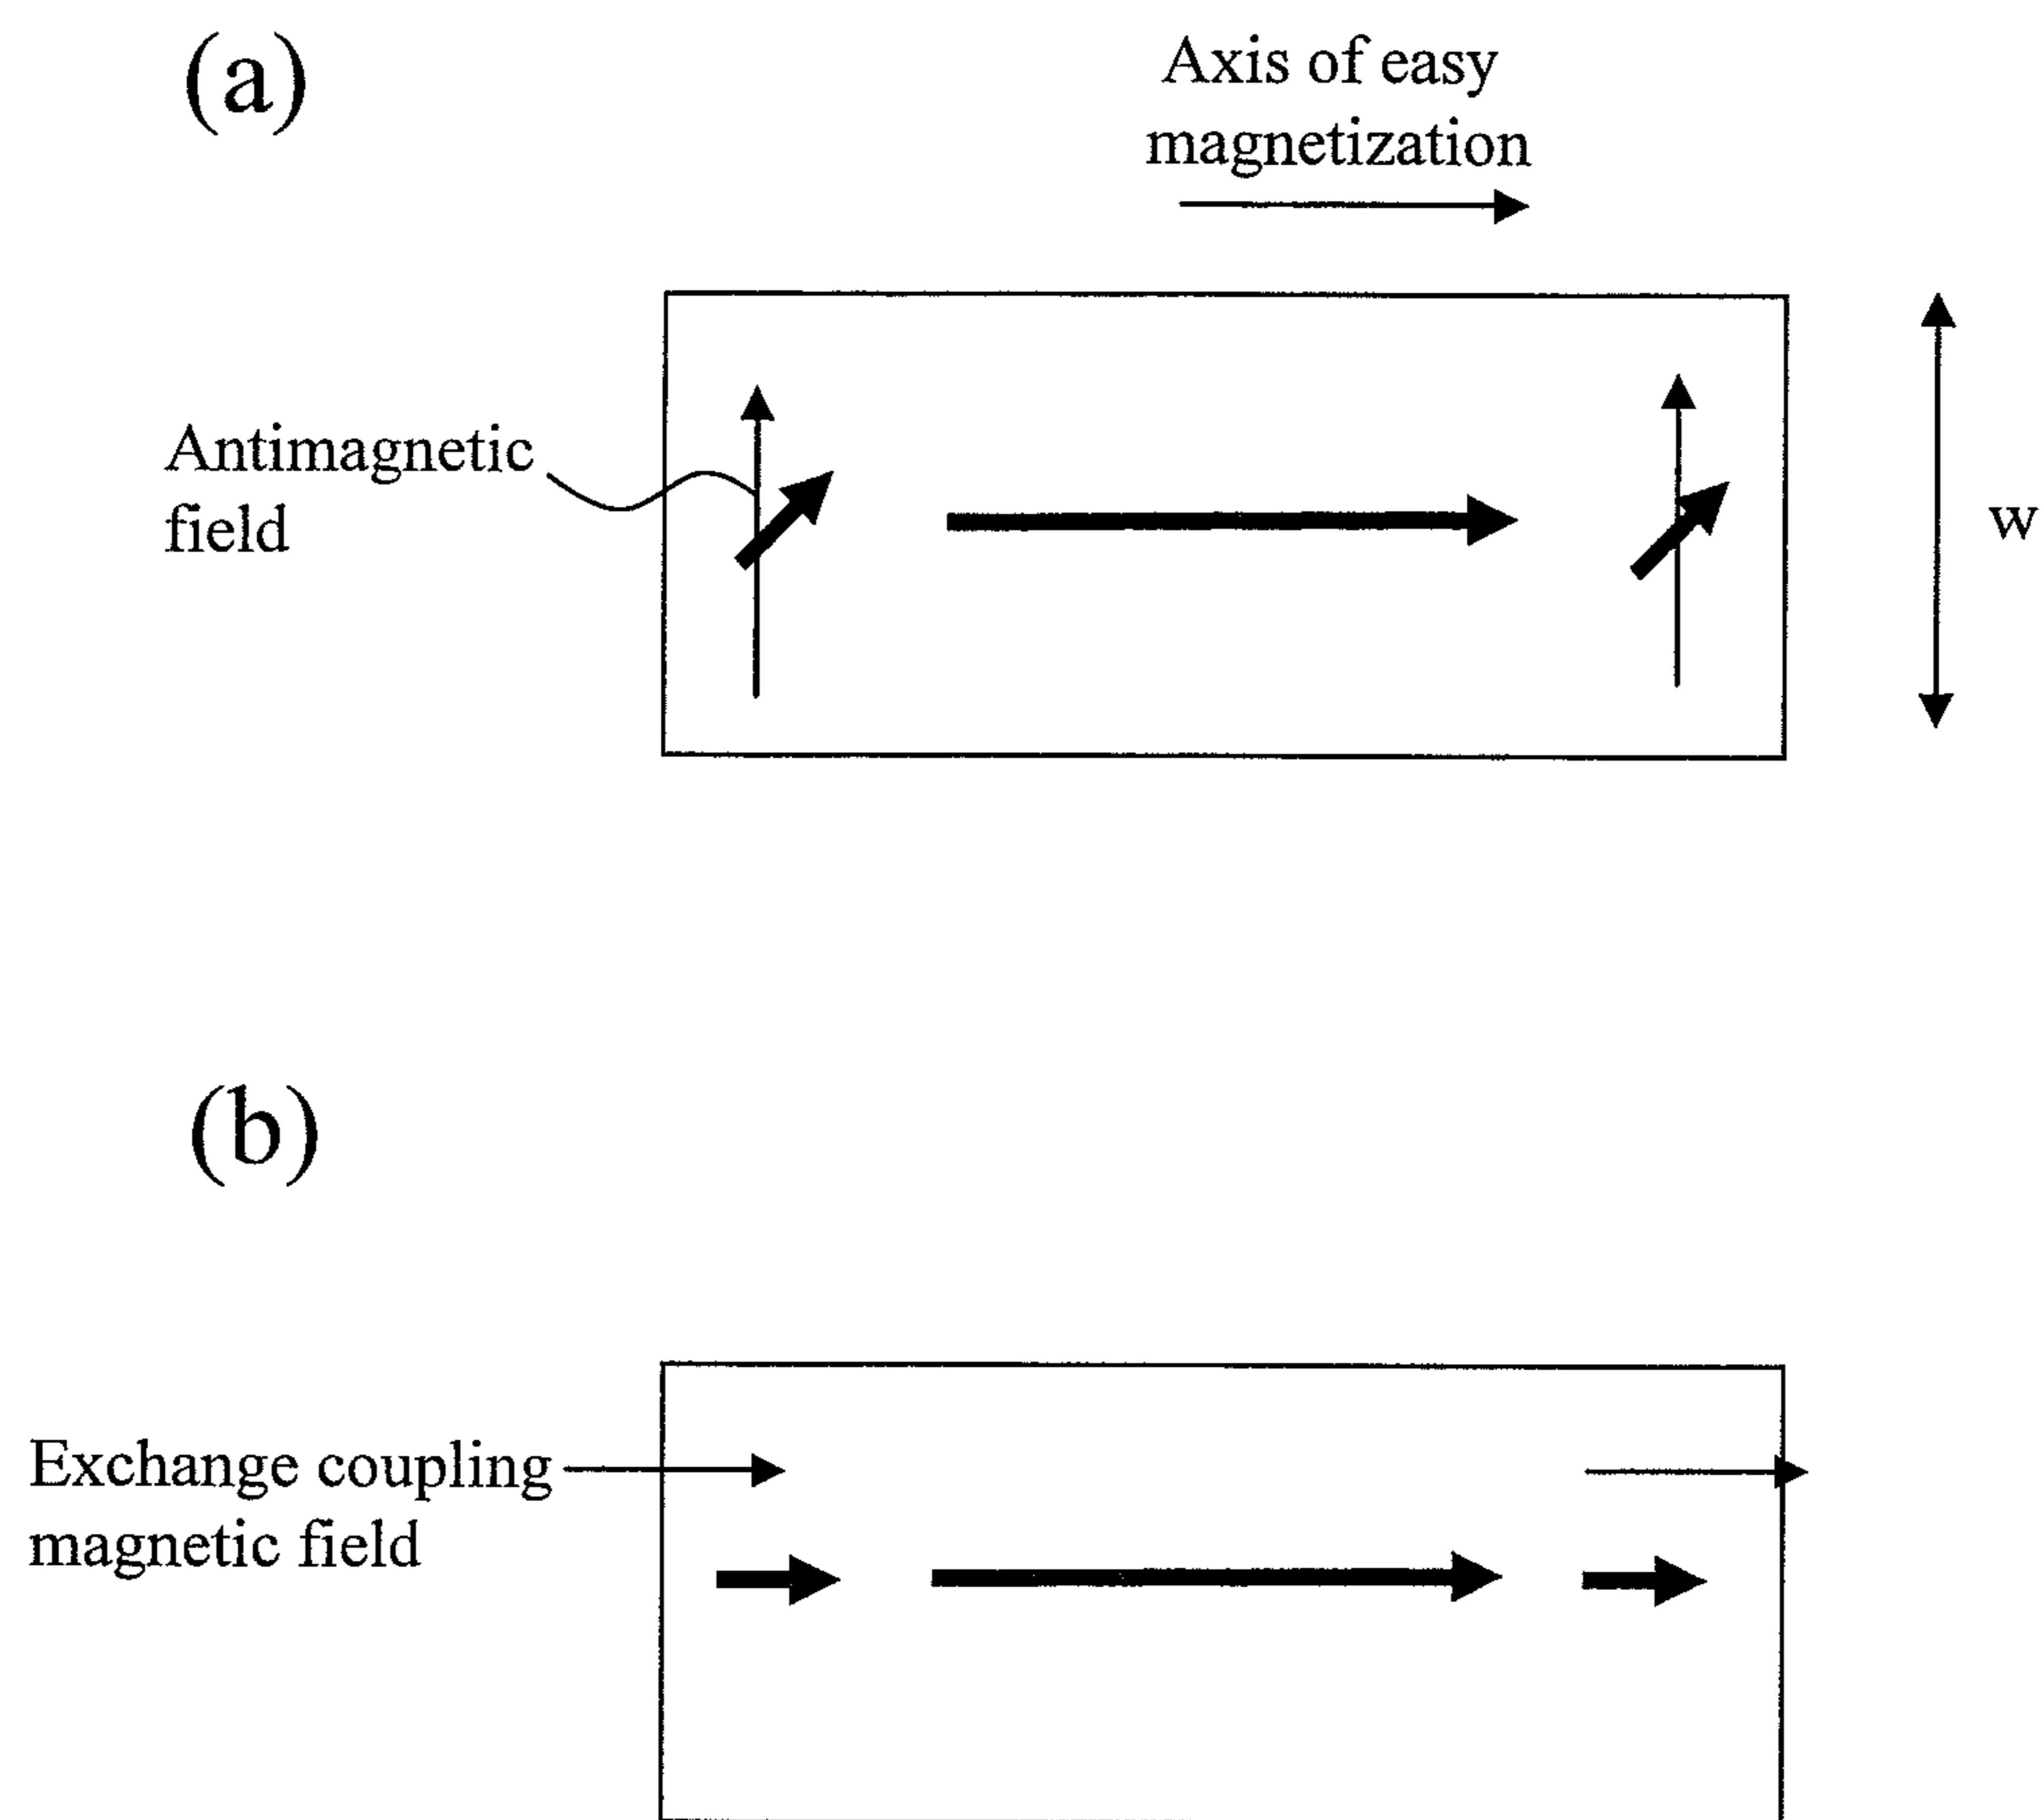 (a)
Axis of easy
magnetization
Antimagnetic
field
w
(b)
Exchange coupling
magnetic field